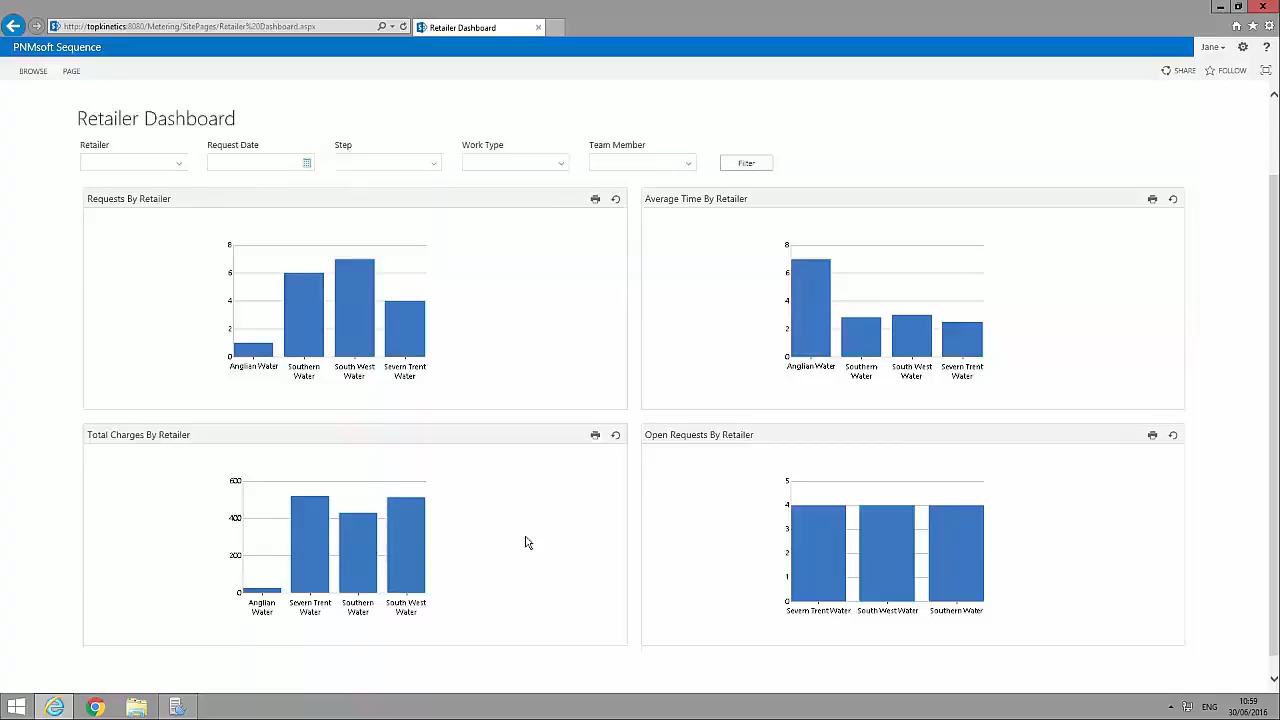 http://topkinetics:8080/Metering/SitePages/Retailer%20Dashboard.aspx
Retailer Dashboard
PNMsoft Sequence
Jane
?
BROWSE
PAGE
SHARE
FOLLOW
Retailer Dashboard
Retailer
Request Date
Step
Work Type
Team Member
Filter
Requests By Retailer
8
6
4
2
0
Anglian Water
Southern
Water
South West
Water
Severn Trent
Water
Average Time By Retailer
8
6
4
2
0
Anglian Water
Southern
Water
South West
Water
Severn Trent
Water
Total Charges By Retailer
600
400
200
0
Anglian
Water
Severn Trent
Water
Southern
Water
South West
Water
Open Requests By Retailer
5
4
3
2
1
0
Severn Trent Water
South West Water
Southern Water
ENG
10:59
30/06/2016